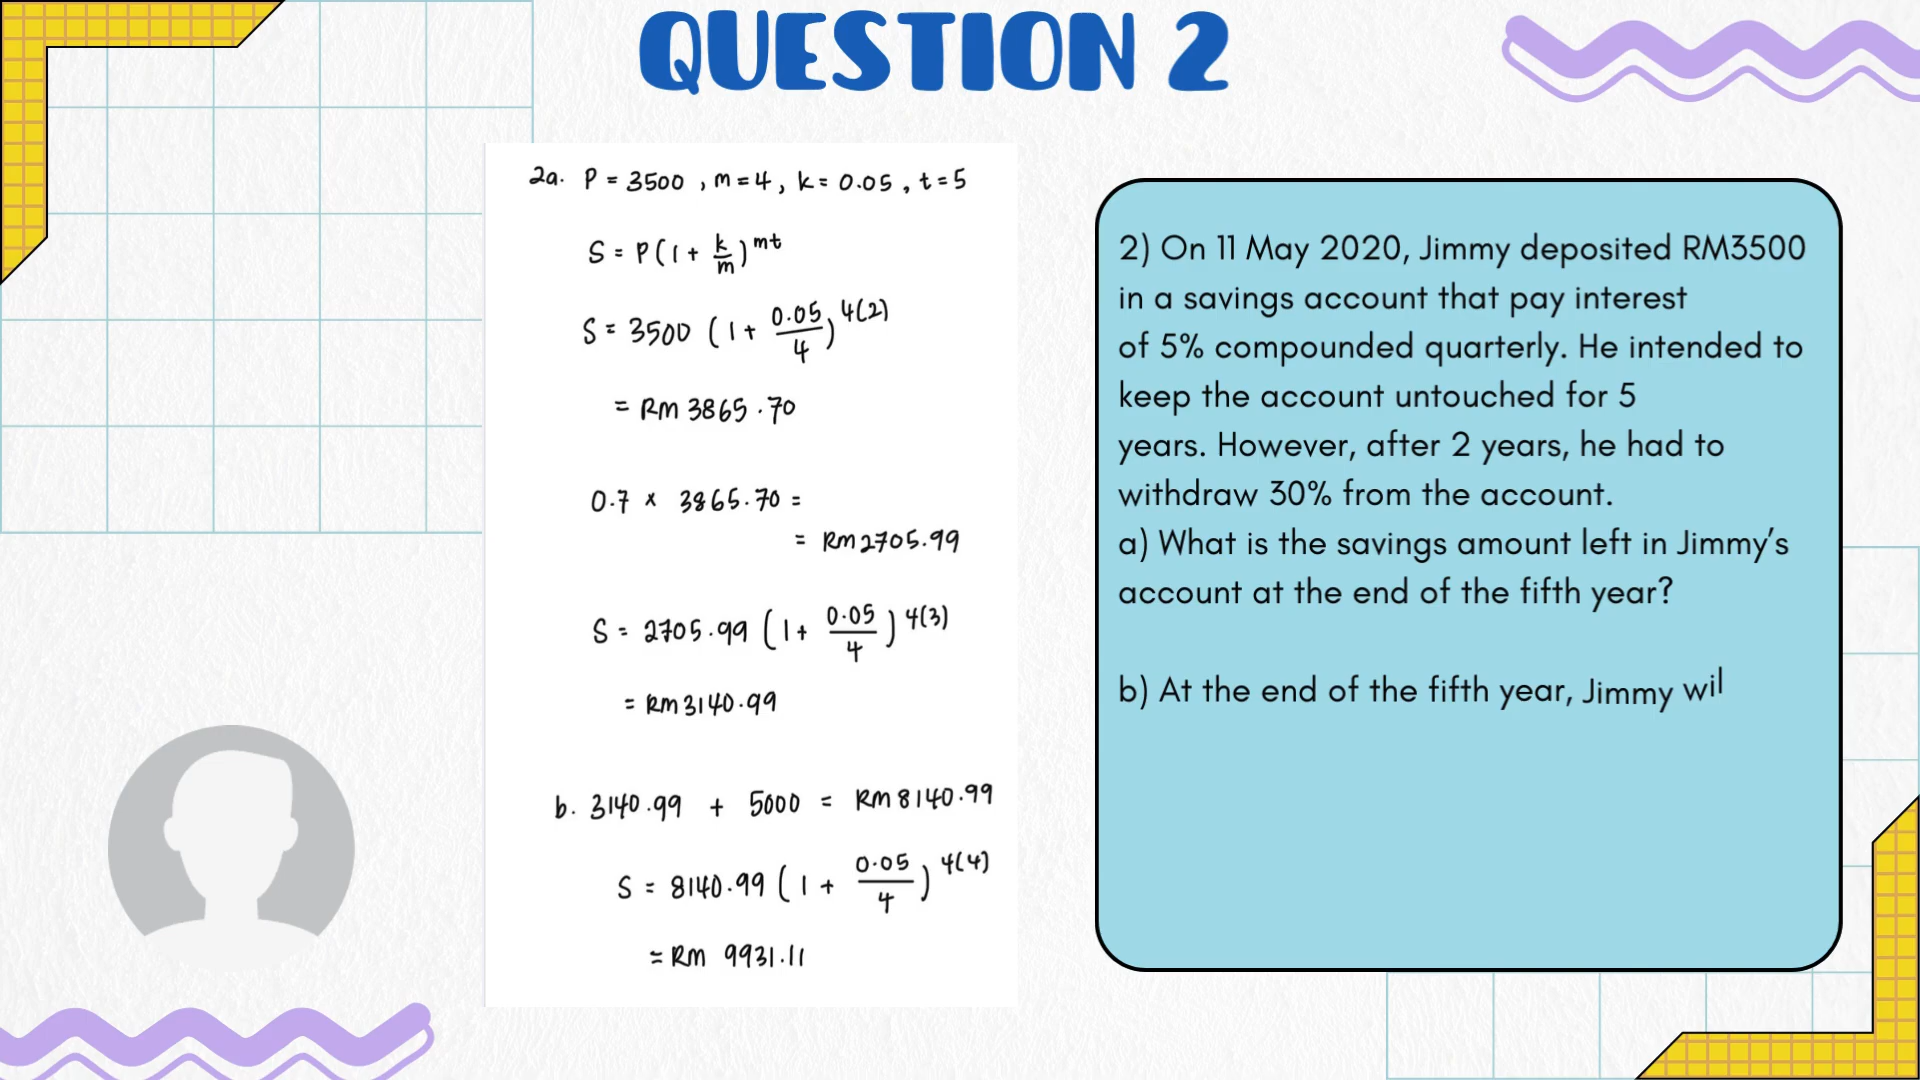 QUESTION 2
2a. P = 3500 , m = 4 , k = 0.05 , t = 5
S = P(1 + k/m)^mt
S = 3500 (1 + 0.05/4)^4(2)
= RM 3865.70
0.7 x 3865.70 =
= RM 2705.99
S = 2705.99 (1 + 0.05/4)^4(3)
= RM 3140.99
b. 3140.99 + 5000 = RM 8140.99
S = 8140.99 (1 + 0.05/4)^4(4)
= RM 9931.11
2) On 11 May 2020, Jimmy deposited RM3500
in a savings account that pay interest
of 5% compounded quarterly. He intended to
keep the account untouched for 5
years. However, after 2 years, he had to
withdraw 30% from the account.
a) What is the savings amount left in Jimmy’s
account at the end of the fifth year?
b) At the end of the fifth year, Jimmy wil